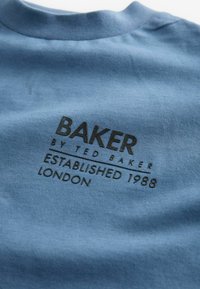 BAKER
BY TED BAKER
ESTABLISHED 1988
LONDON